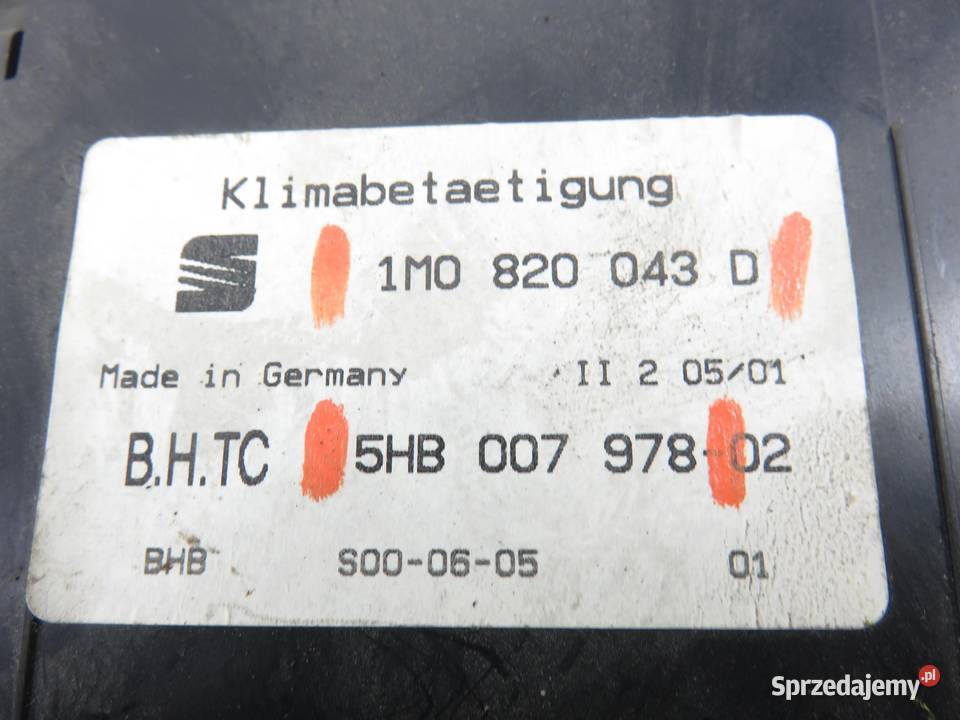 Klimabetaetigung
1M0 820 043 D
Made in Germany II 2 05/01
B.H.TC 5HB 007 978-02
BHB S00-06-05 01
Sprzedajemy.pl